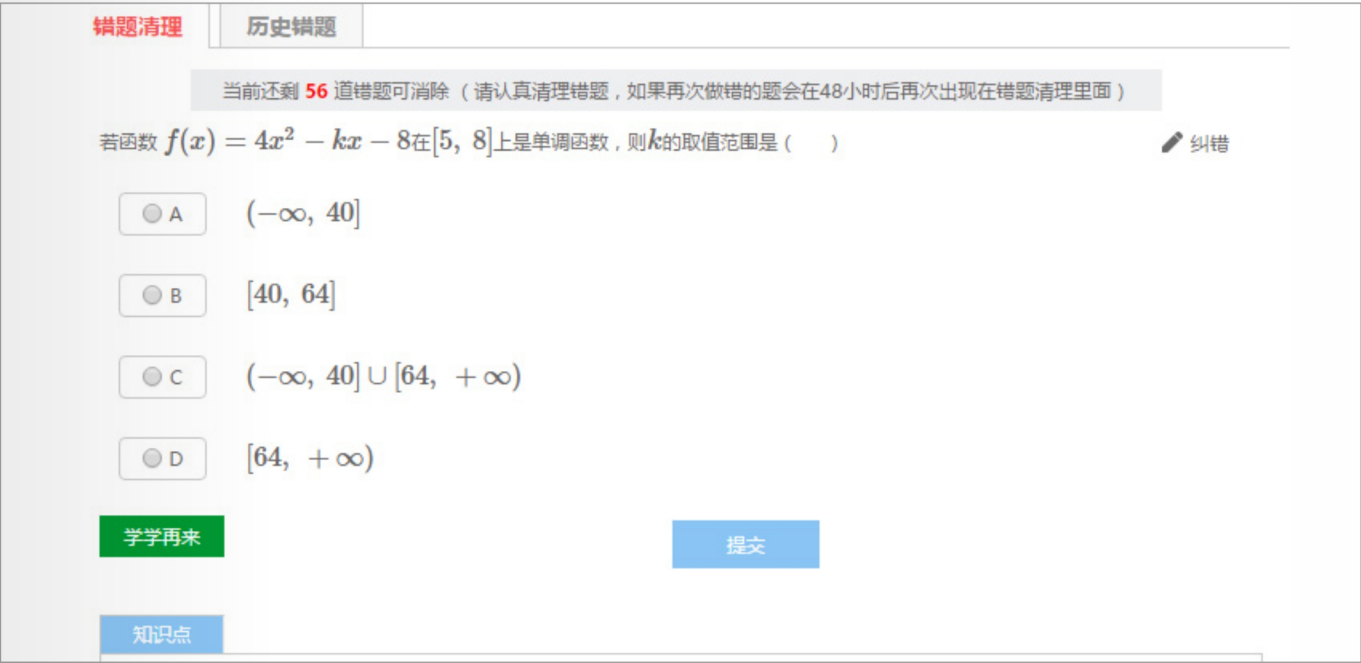 错题清理 历史错题
当前还剩 56 道错题可消除 （请认真清理错题，如果再次做错的题会在48小时后再次出现在错题清理里面）
若函数 f(x) = 4x² − kx − 8在[5, 8]上是单调函数，则k的取值范围是（ ） 纠错
A (−∞, 40]
B [40, 64]
C (−∞, 40] ∪ [64, +∞)
D [64, +∞)
学学再来 提交
知识点